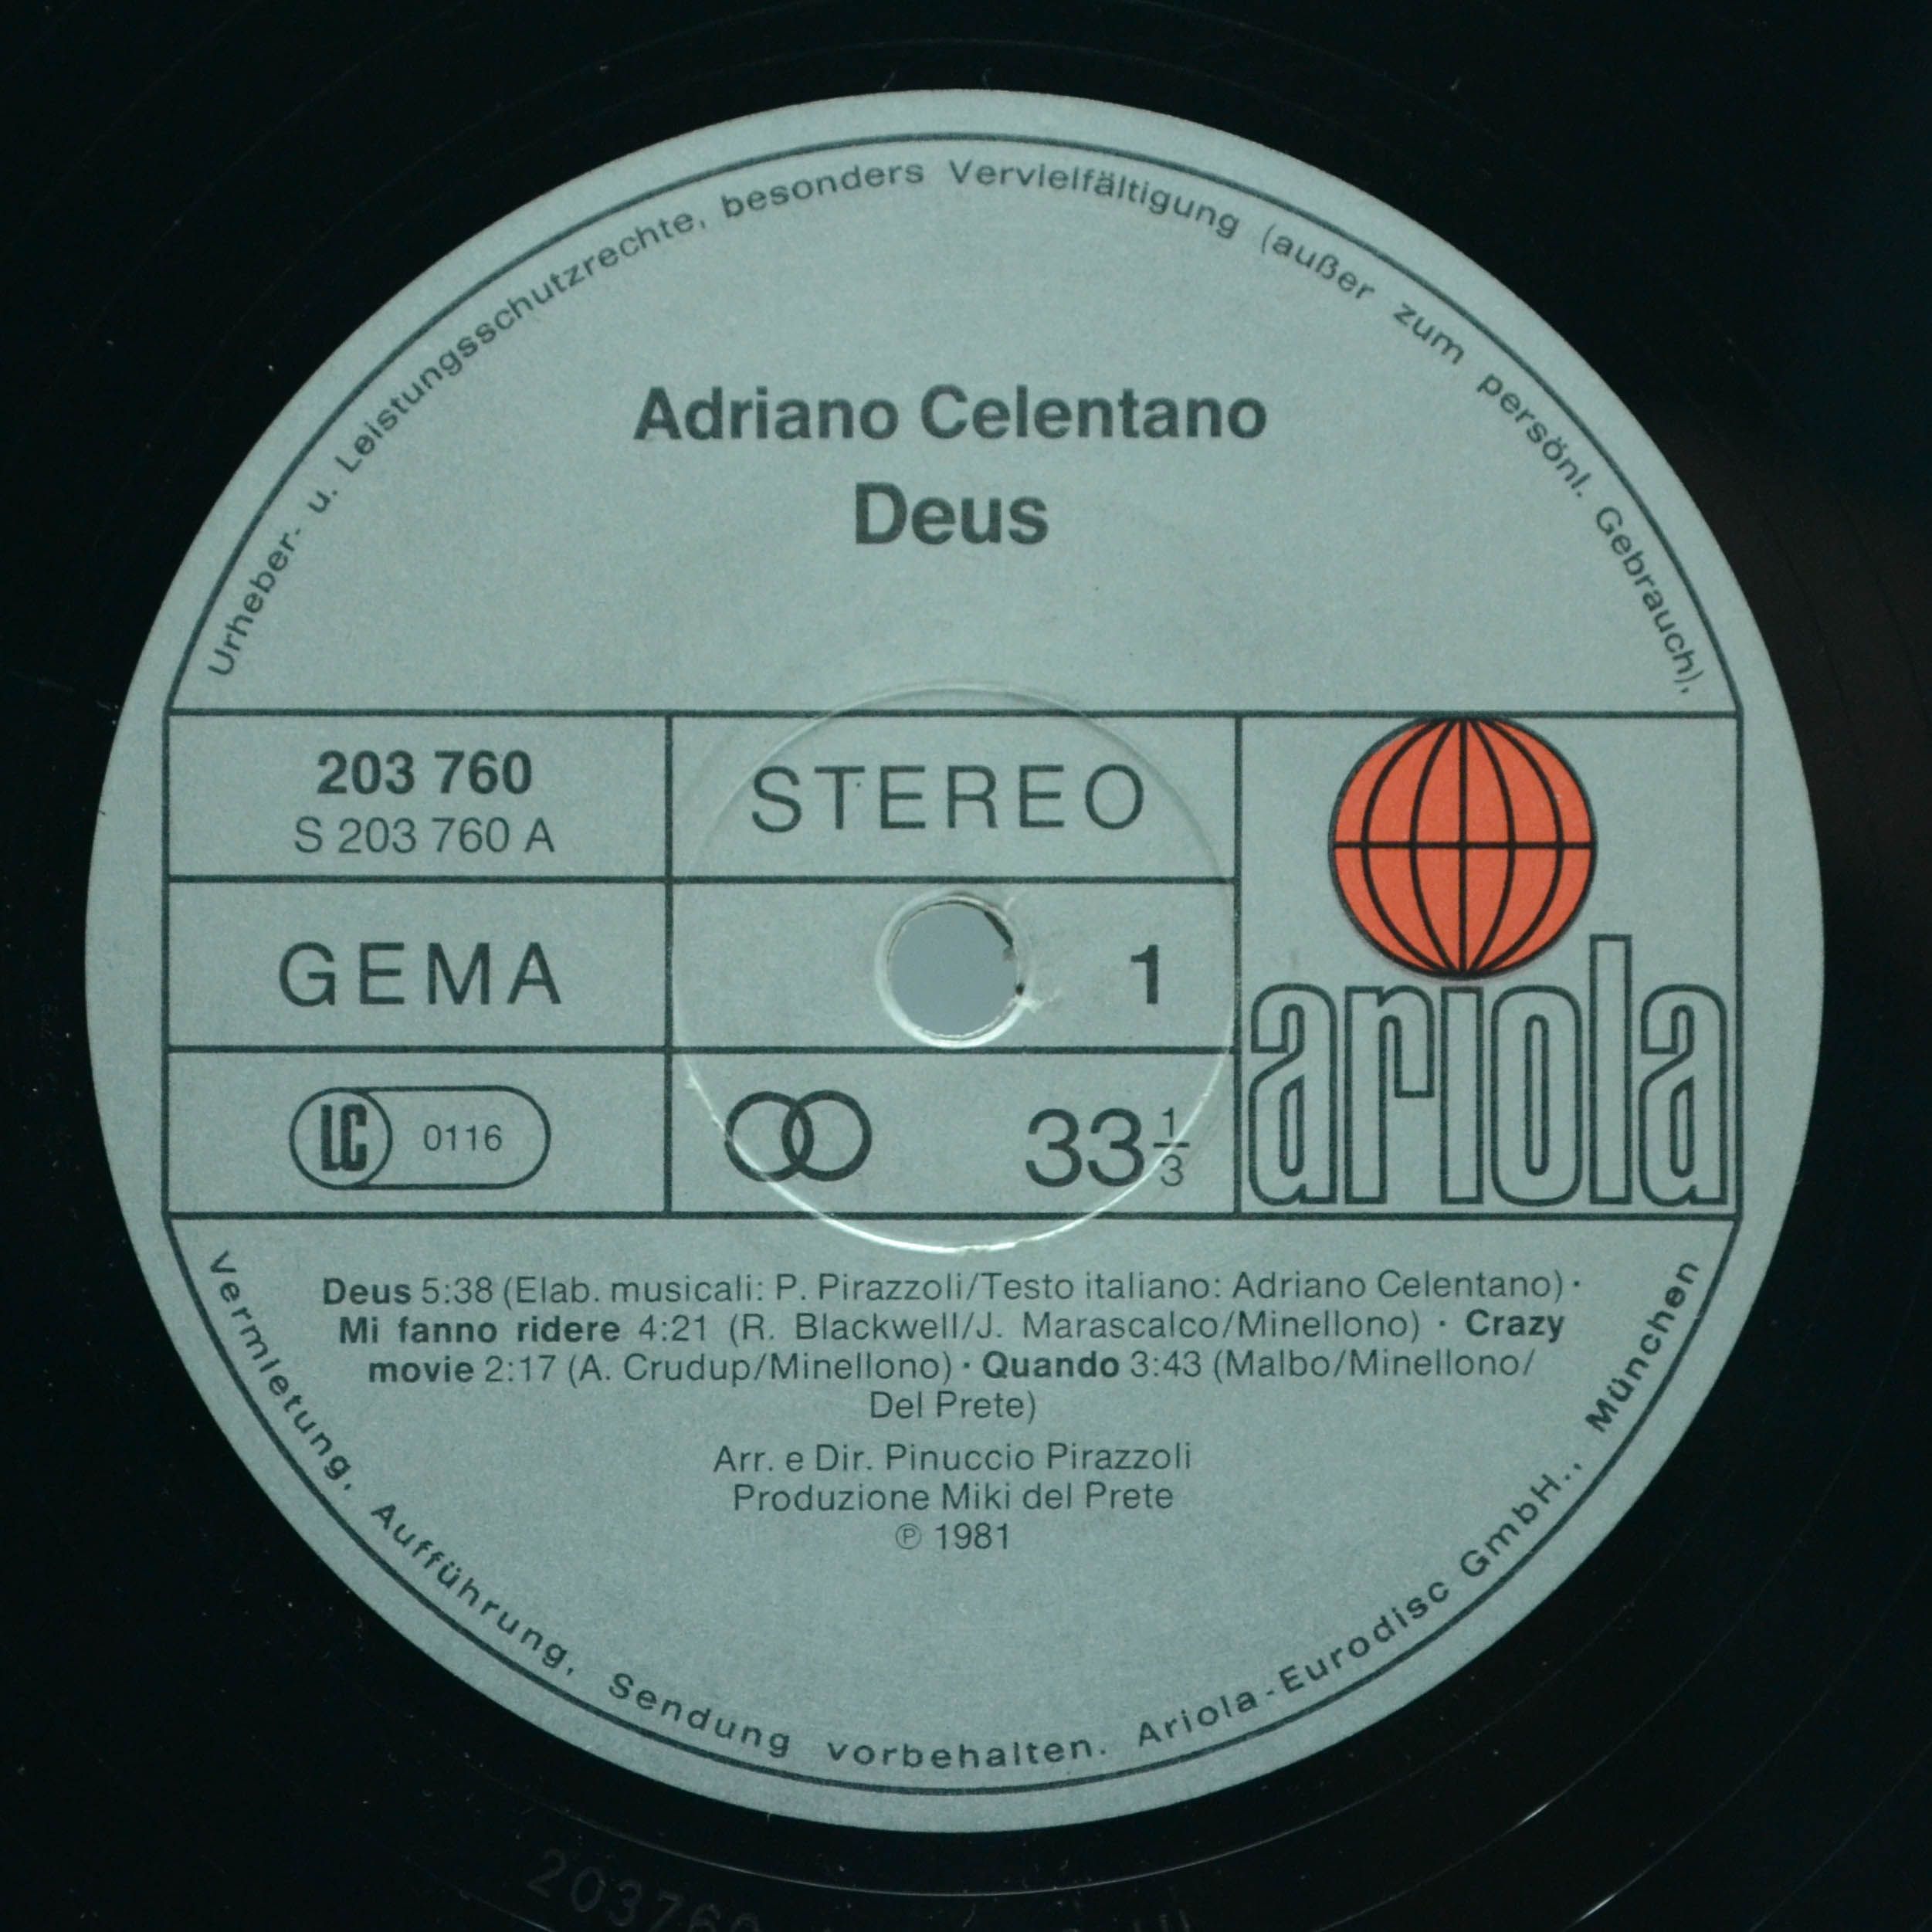 Urheber- u. Leistungsschutzrechte, besonders Vervielfältigung (außer zum persönl. Gebrauch),
Adriano Celentano
Deus
203 760
S 203 760 A
STEREO
GEMA
1
LC 0116
33 1/3
ariola
Deus 5:38 (Elab. musicali: P. Pirazzoli/Testo italiano: Adriano Celentano) ·
Mi fanno ridere 4:21 (R. Blackwell/J. Marascalco/Minellono) · Crazy
movie 2:17 (A. Crudup/Minellono) · Quando 3:43 (Malbo/Minellono/
Del Prete)
Arr. e Dir. Pinuccio Pirazzoli
Produzione Miki del Prete
℗ 1981
Vermietung, Aufführung, Sendung vorbehalten. Ariola-Eurodisc GmbH., München
203760